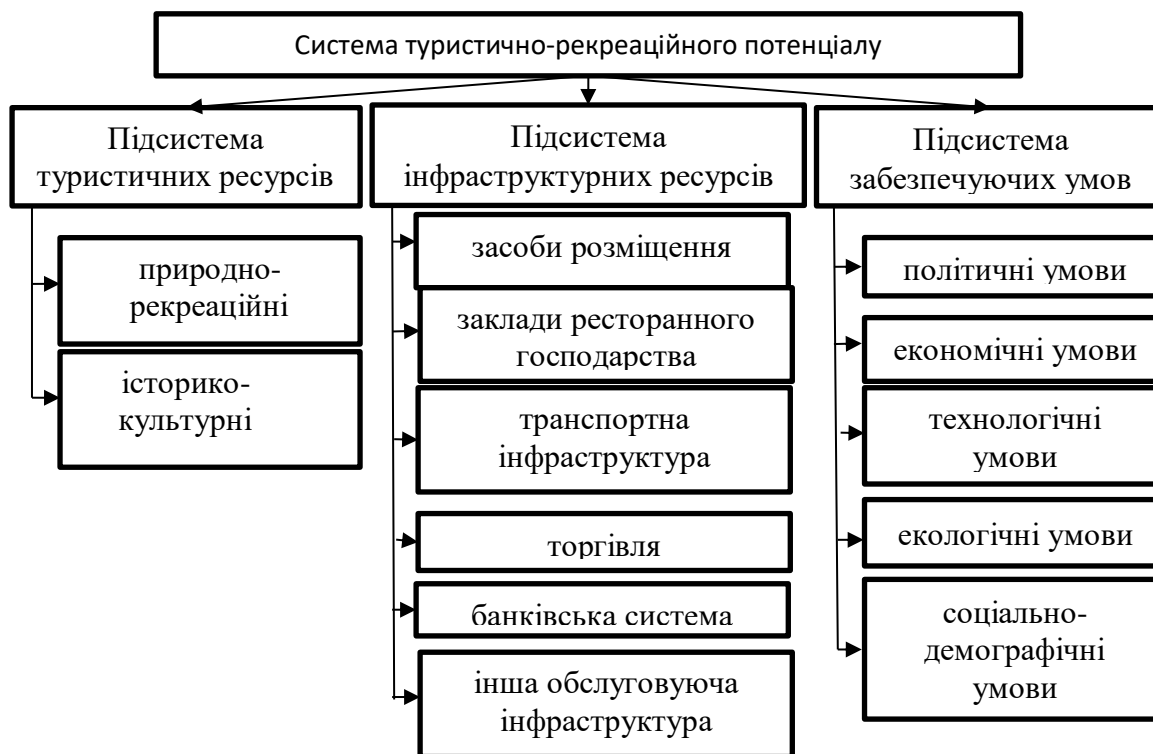 Система туристично-рекреаційного потенціалу
Підсистема
туристичних ресурсів
природно-
рекреаційні
історико-
культурні
Підсистема
інфраструктурних ресурсів
засоби розміщення
заклади ресторанного
господарства
транспортна
інфраструктура
торгівля
банківська система
інша обслуговуюча
інфраструктура
Підсистема
забезпечуючих умов
політичні умови
економічні умови
технологічні
умови
екологічні умови
соціально-
демографічні
умови